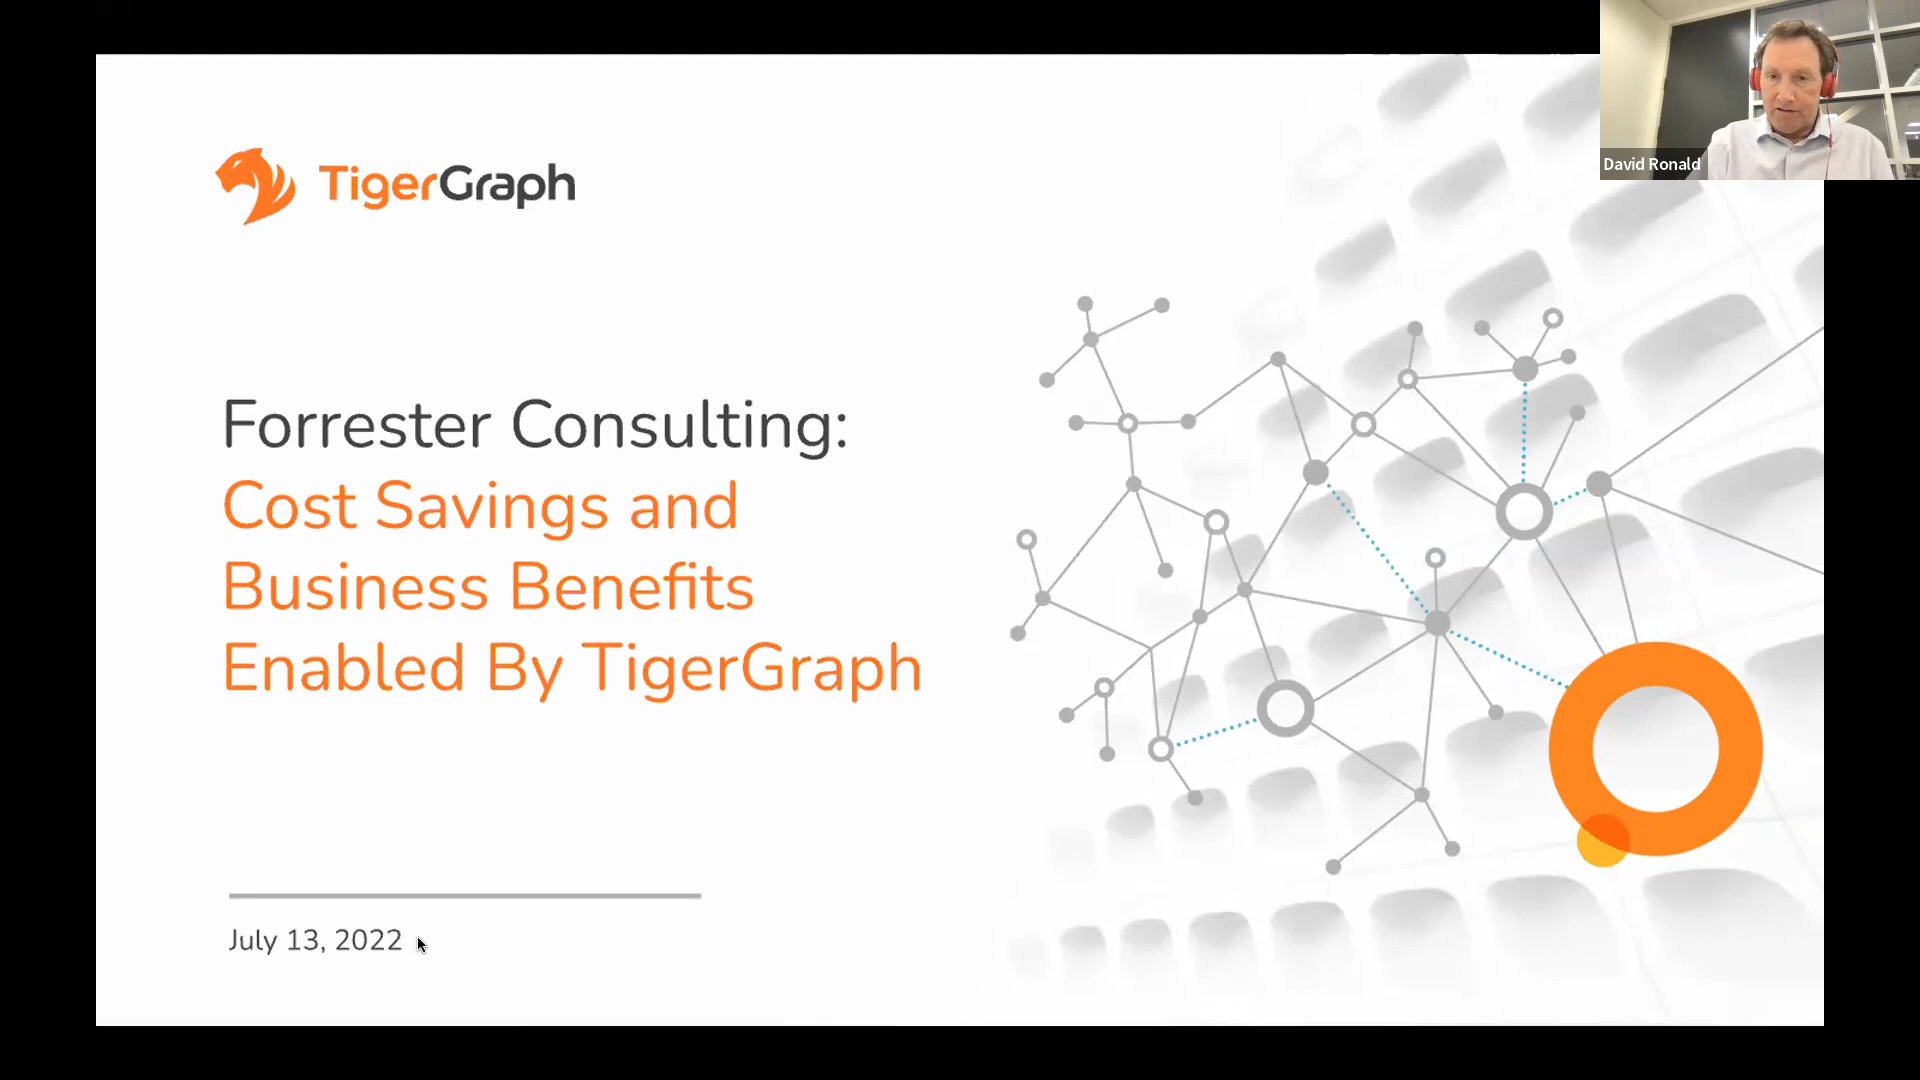 David Ronald
TigerGraph
Forrester Consulting:
Cost Savings and
Business Benefits
Enabled By TigerGraph
July 13, 2022